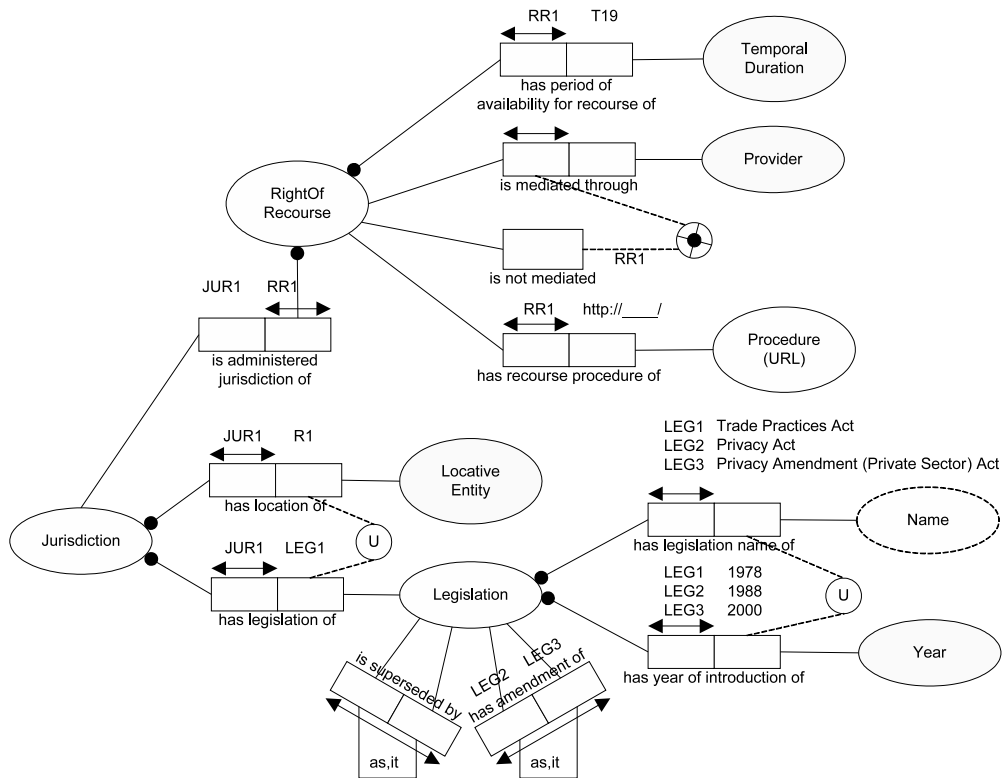 RR1 T19
Temporal
Duration
has period of
availability for recourse of
Provider
is mediated through
RightOf
Recourse
RR1
is not mediated
JUR1 RR1
is administered
jurisdiction of
RR1 http://____/
Procedure
(URL)
has recourse procedure of
LEG1 Trade Practices Act
LEG2 Privacy Act
LEG3 Privacy Amendment (Private Sector) Act
JUR1 R1
Locative
Entity
has location of
Name
has legislation name of
Jurisdiction
U
JUR1 LEG1
has legislation of
Legislation
LEG1 1978
LEG2 1988
LEG3 2000
U
Year
has year of introduction of
is superseded by
as,it
LEG2 LEG3
has amendment of
as,it